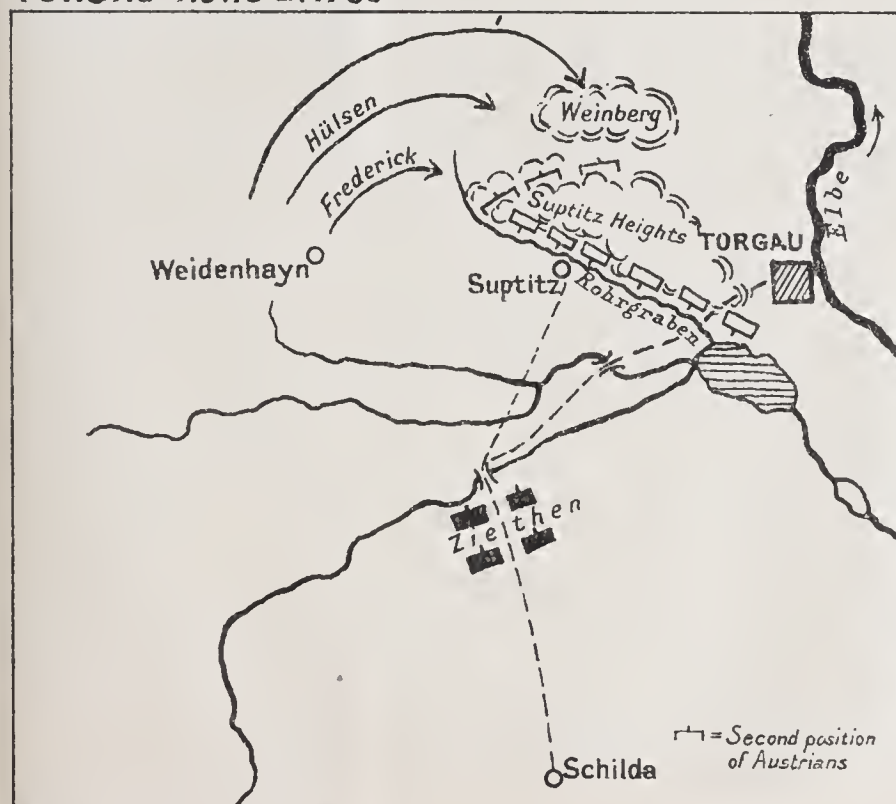 Hülsen
Weinberg
Frederick
Elbe
Suptitz Heights
TORGAU
Weidenhayn
Suptitz
Rohrgraben
Ziethen
Schilda
= Second position
of Austrians